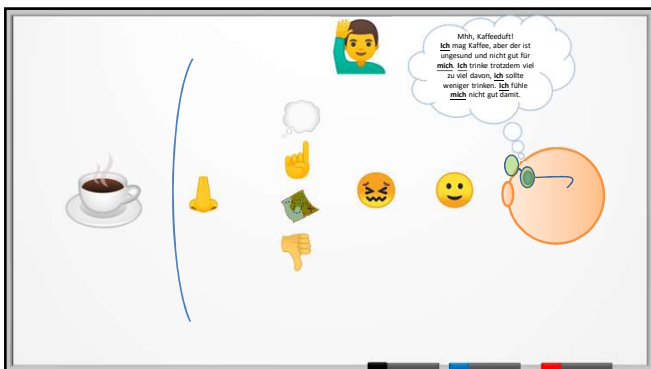 Mhh, Kaffeeduft!
Ich mag Kaffee, aber der ist
ungesund und nicht gut für
mich. Ich trinke trotzdem viel
zu viel davon, ich sollte
weniger trinken. Ich fühle
mich nicht gut damit.